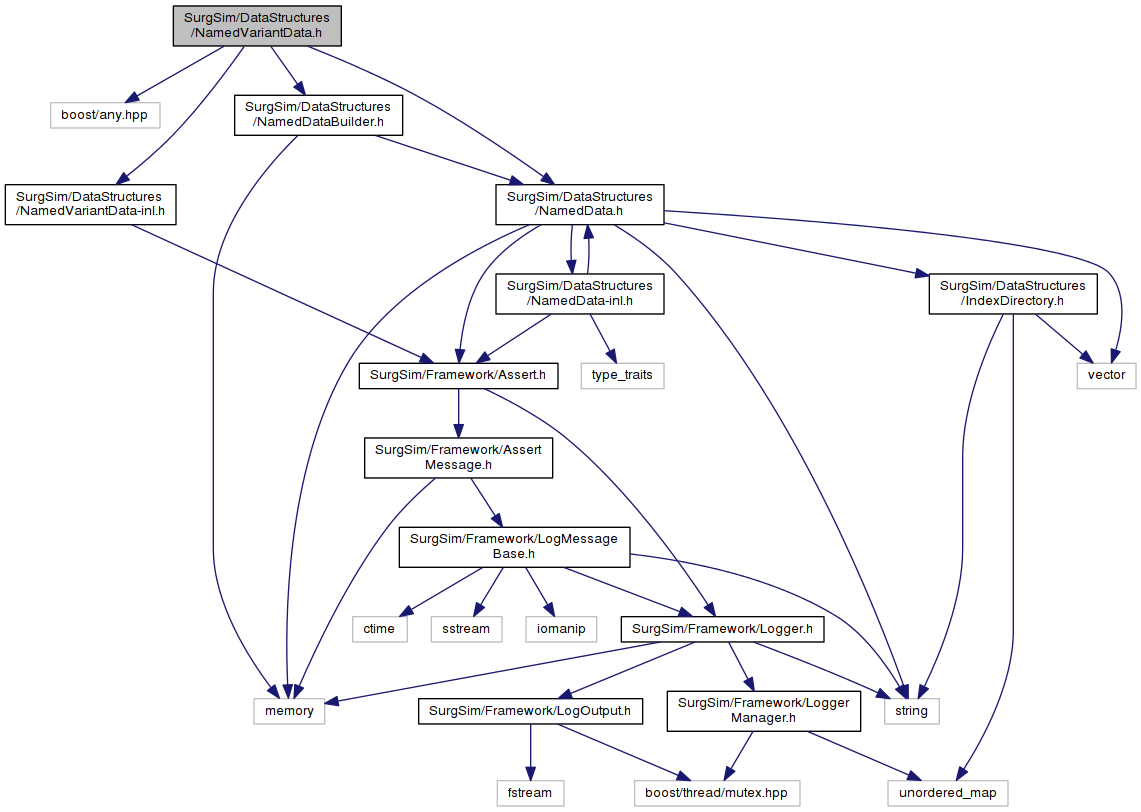 SurgSim/DataStructures
/NamedVariantData.h
boost/any.hpp
SurgSim/DataStructures
/NamedDataBuilder.h
SurgSim/DataStructures
/NamedVariantData-inl.h
SurgSim/DataStructures
/NamedData.h
SurgSim/DataStructures
/NamedData-inl.h
SurgSim/DataStructures
/IndexDirectory.h
SurgSim/Framework/Assert.h
type_traits
vector
SurgSim/Framework/Assert
Message.h
SurgSim/Framework/LogMessage
Base.h
ctime
sstream
iomanip
SurgSim/Framework/Logger.h
memory
SurgSim/Framework/LogOutput.h
SurgSim/Framework/Logger
Manager.h
string
fstream
boost/thread/mutex.hpp
unordered_map